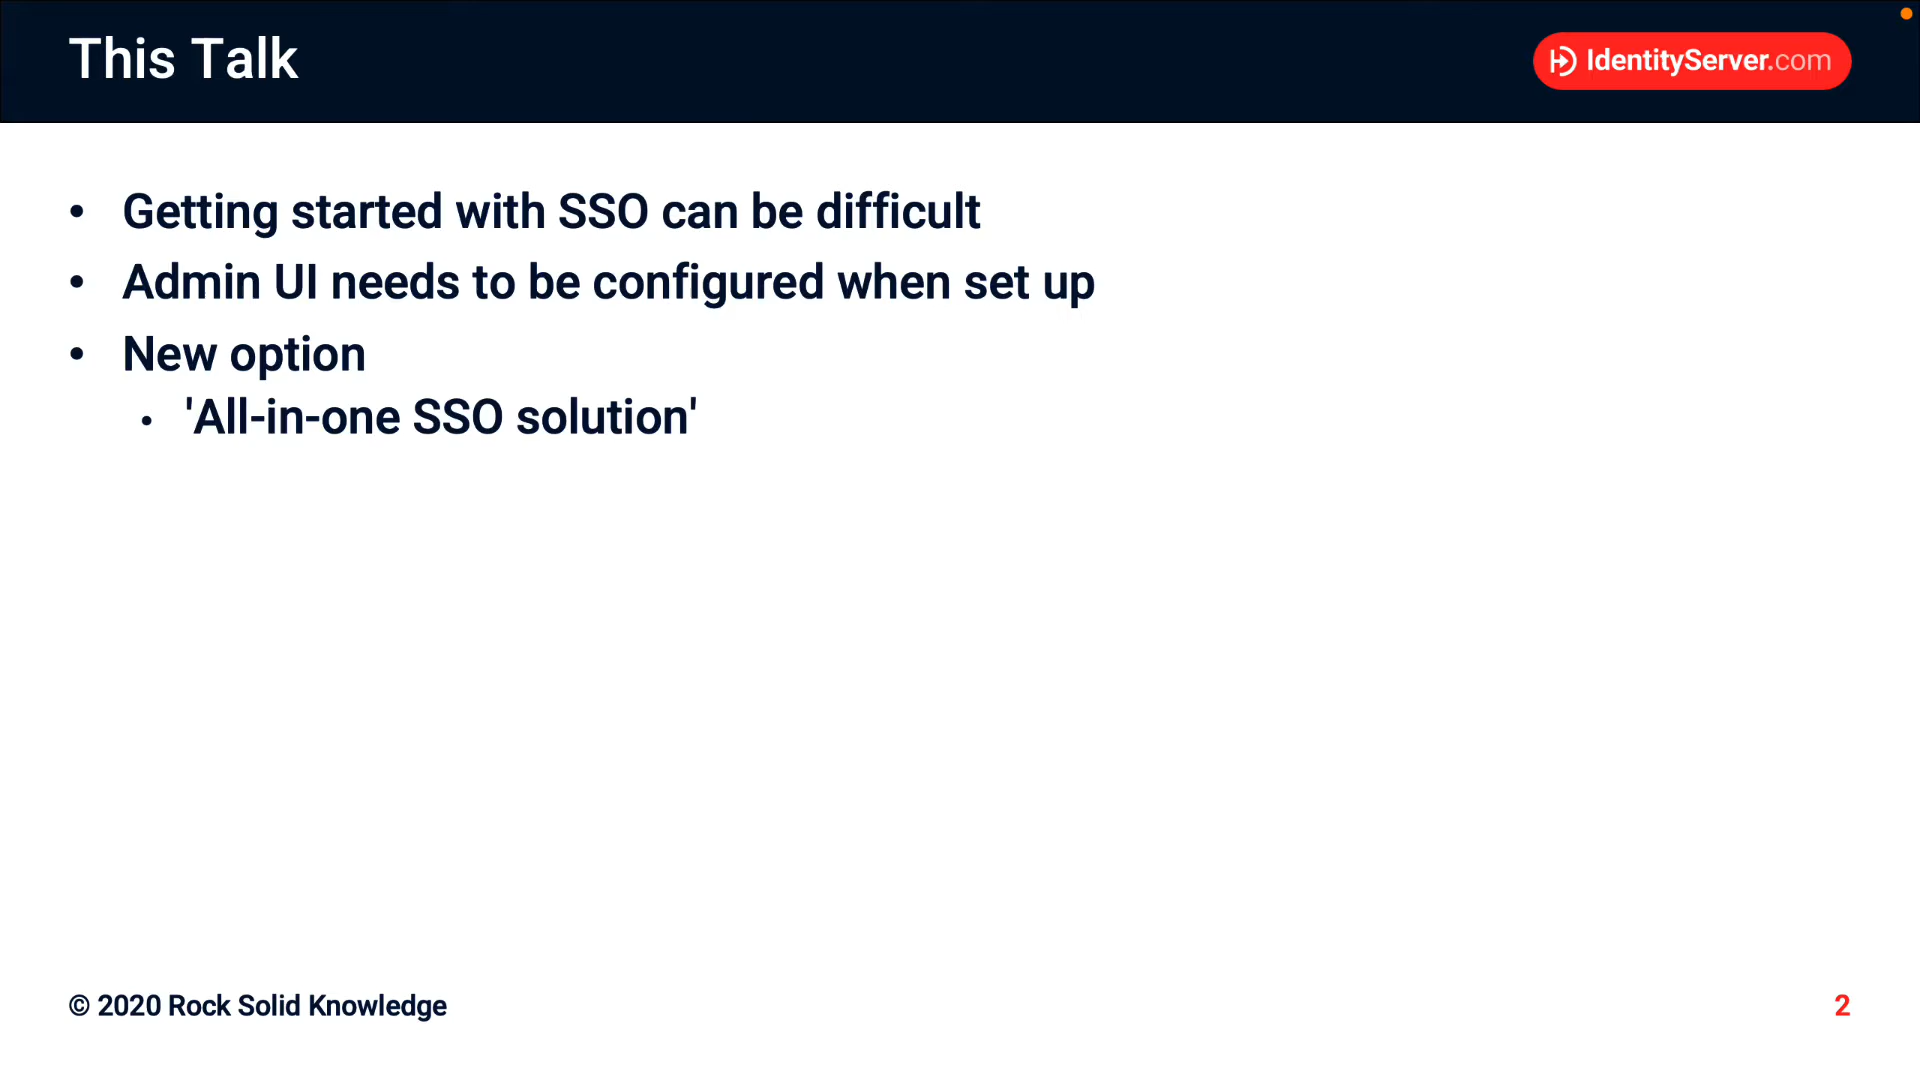 This Talk
IdentityServer.com
• Getting started with SSO can be difficult
• Admin UI needs to be configured when set up
• New option
• 'All-in-one SSO solution'
© 2020 Rock Solid Knowledge
2